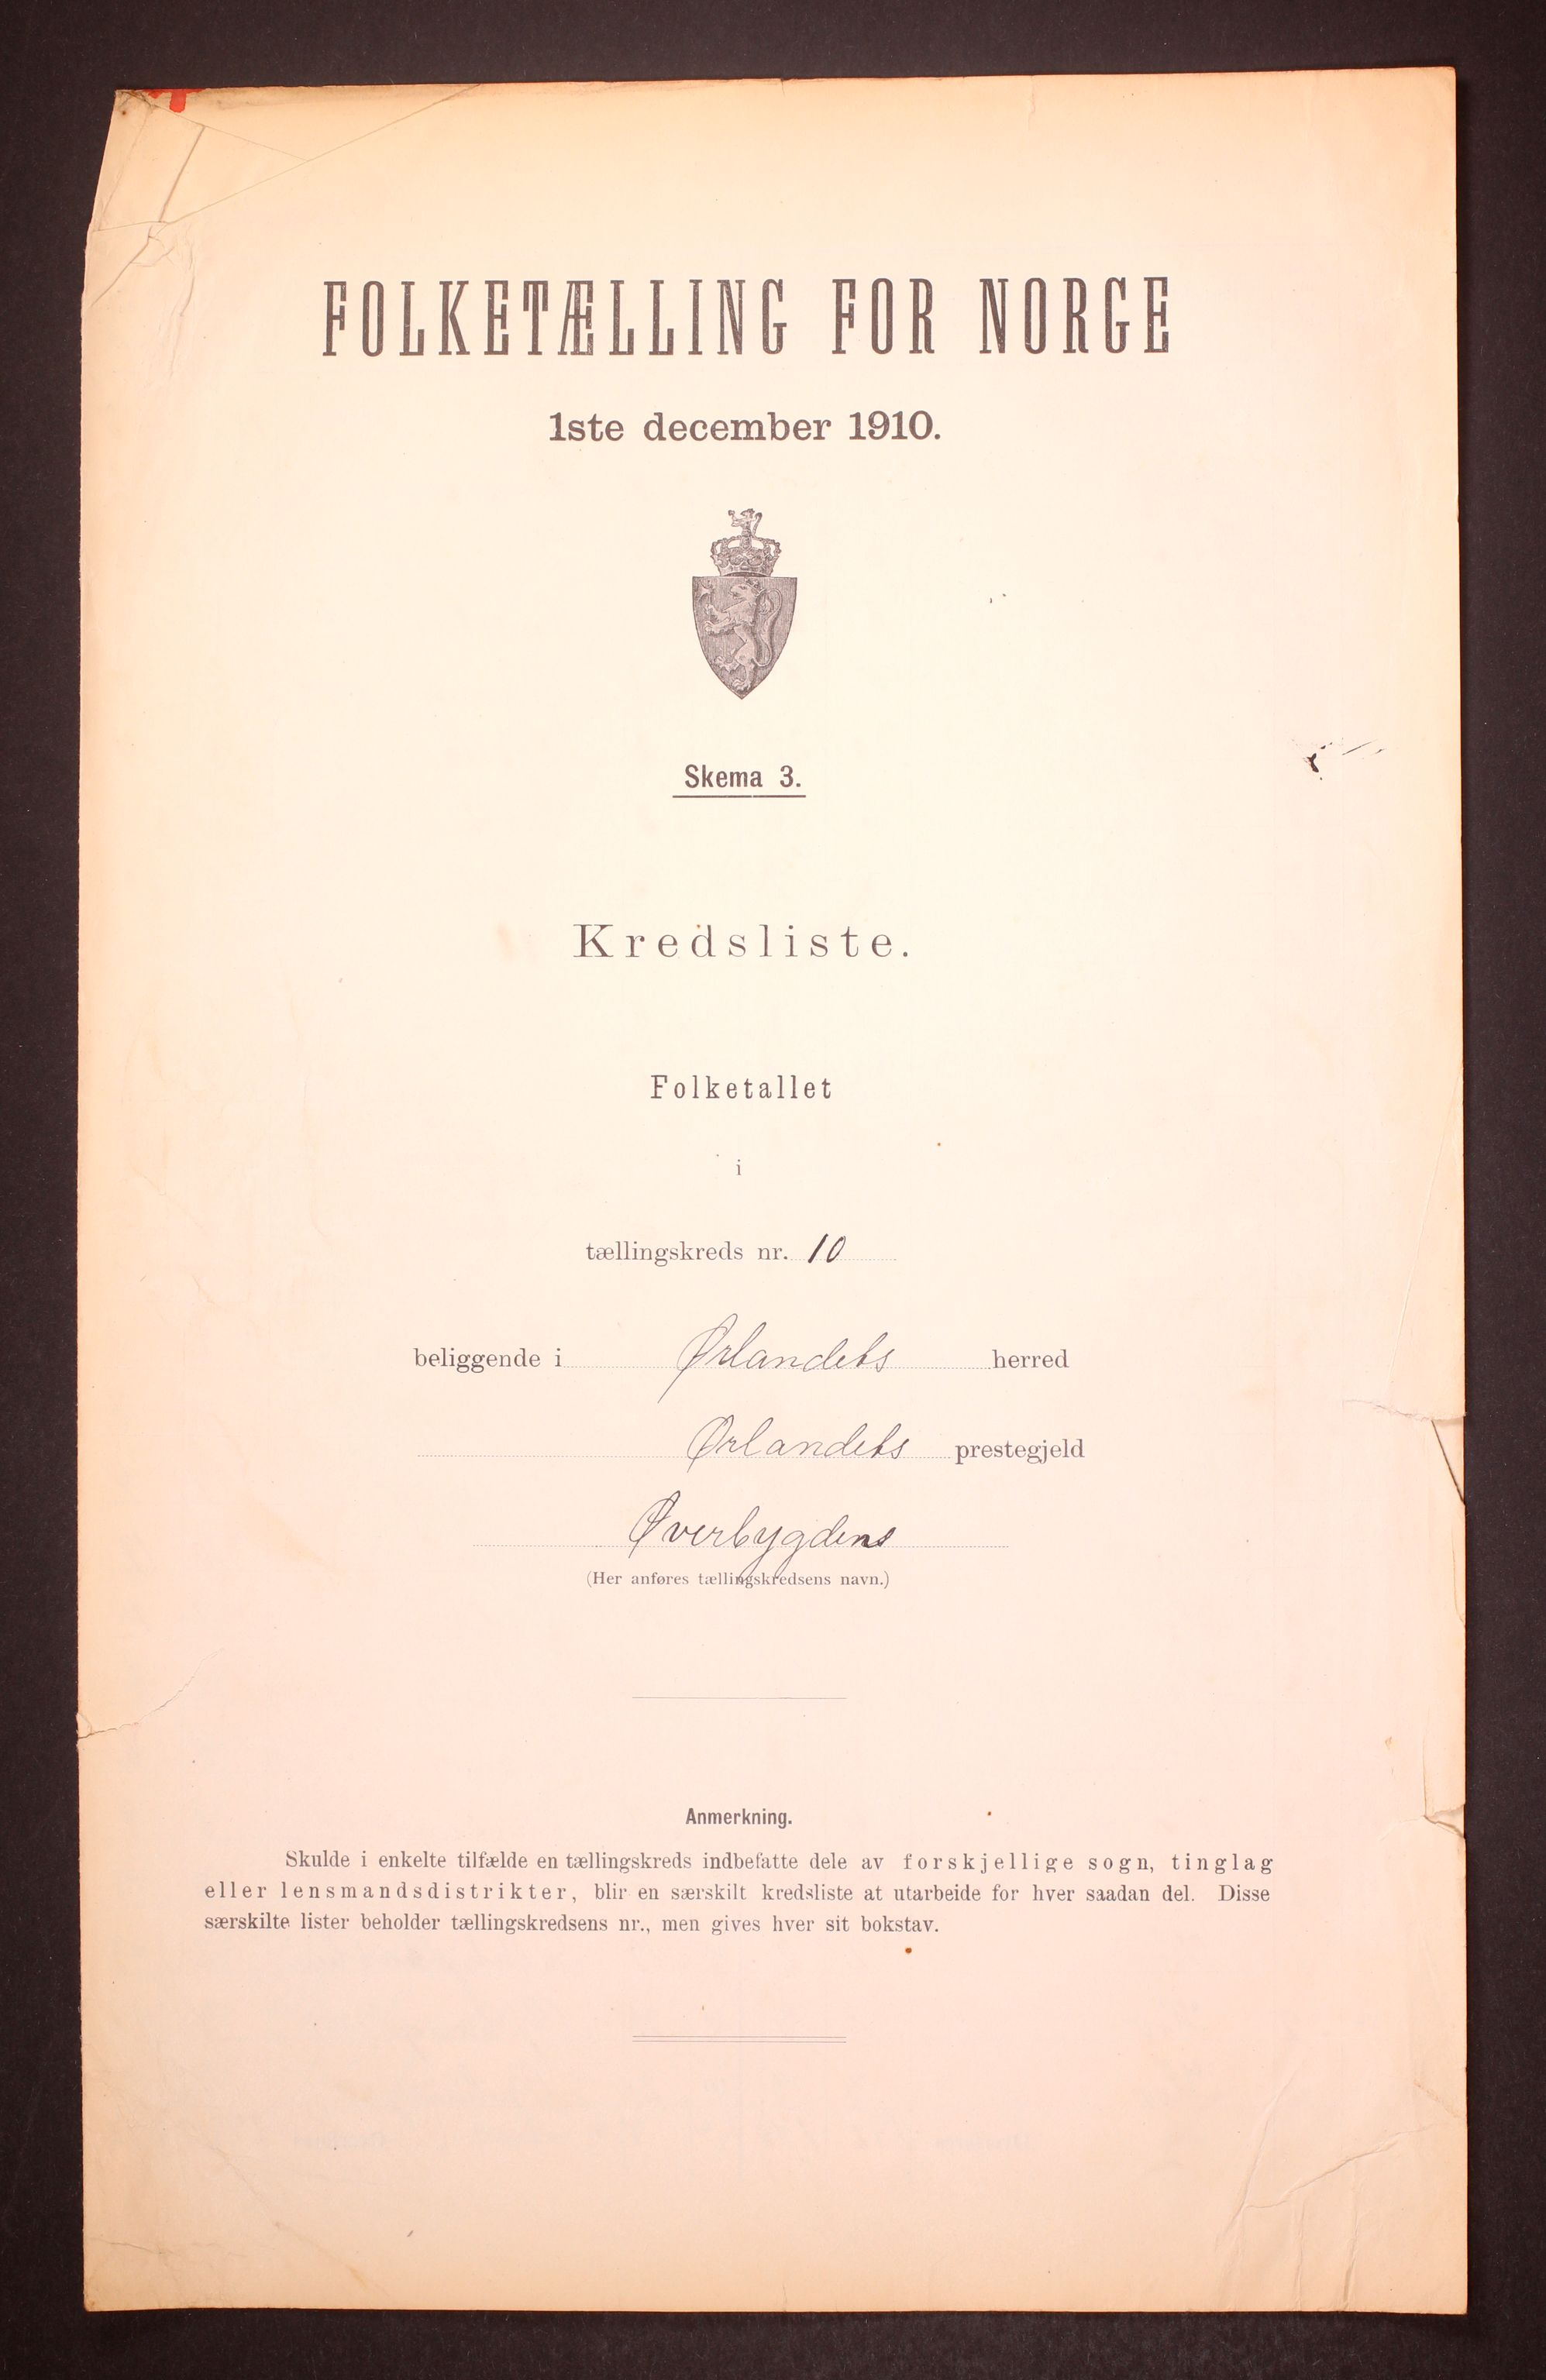 FOLKETÆLLING FOR NORGE
1ste december 1910.
Skema 3.
Kredsliste.
Folketallet
i
tællingskreds nr. 10
beliggende i Ørlandets herred
Ørlandets prestegjeld
Øverbygdens
(Her anføres tællingskredsens navn.)
Anmerkning.
Skulde i enkelte tilfælde en tællingskreds indbefatte dele av forskjellige sogn, tinglag
eller lensmandsdistrikter, blir en særskilt kredsliste at utarbeide for hver saadan del. Disse
særskilte lister beholder tællingskredsens nr., men gives hver sit bokstav.